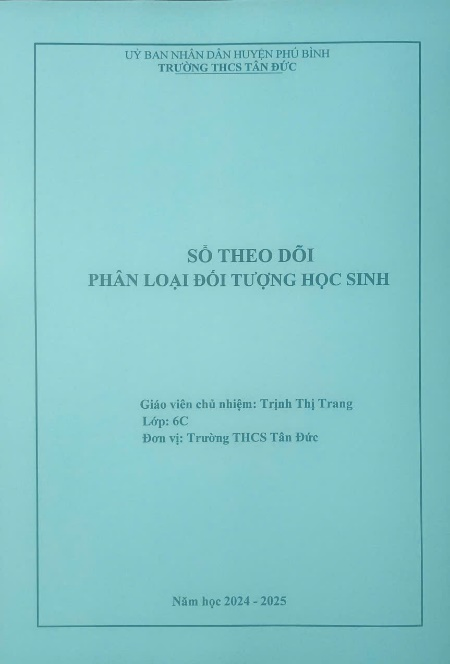 UỶ BAN NHÂN DÂN HUYỆN PHÚ BÌNH
TRƯỜNG THCS TÂN ĐỨC
SỔ THEO DÕI
PHÂN LOẠI ĐỐI TƯỢNG HỌC SINH
Giáo viên chủ nhiệm: Trịnh Thị Trang
Lớp: 6C
Đơn vị: Trường THCS Tân Đức
Năm học 2024 - 2025